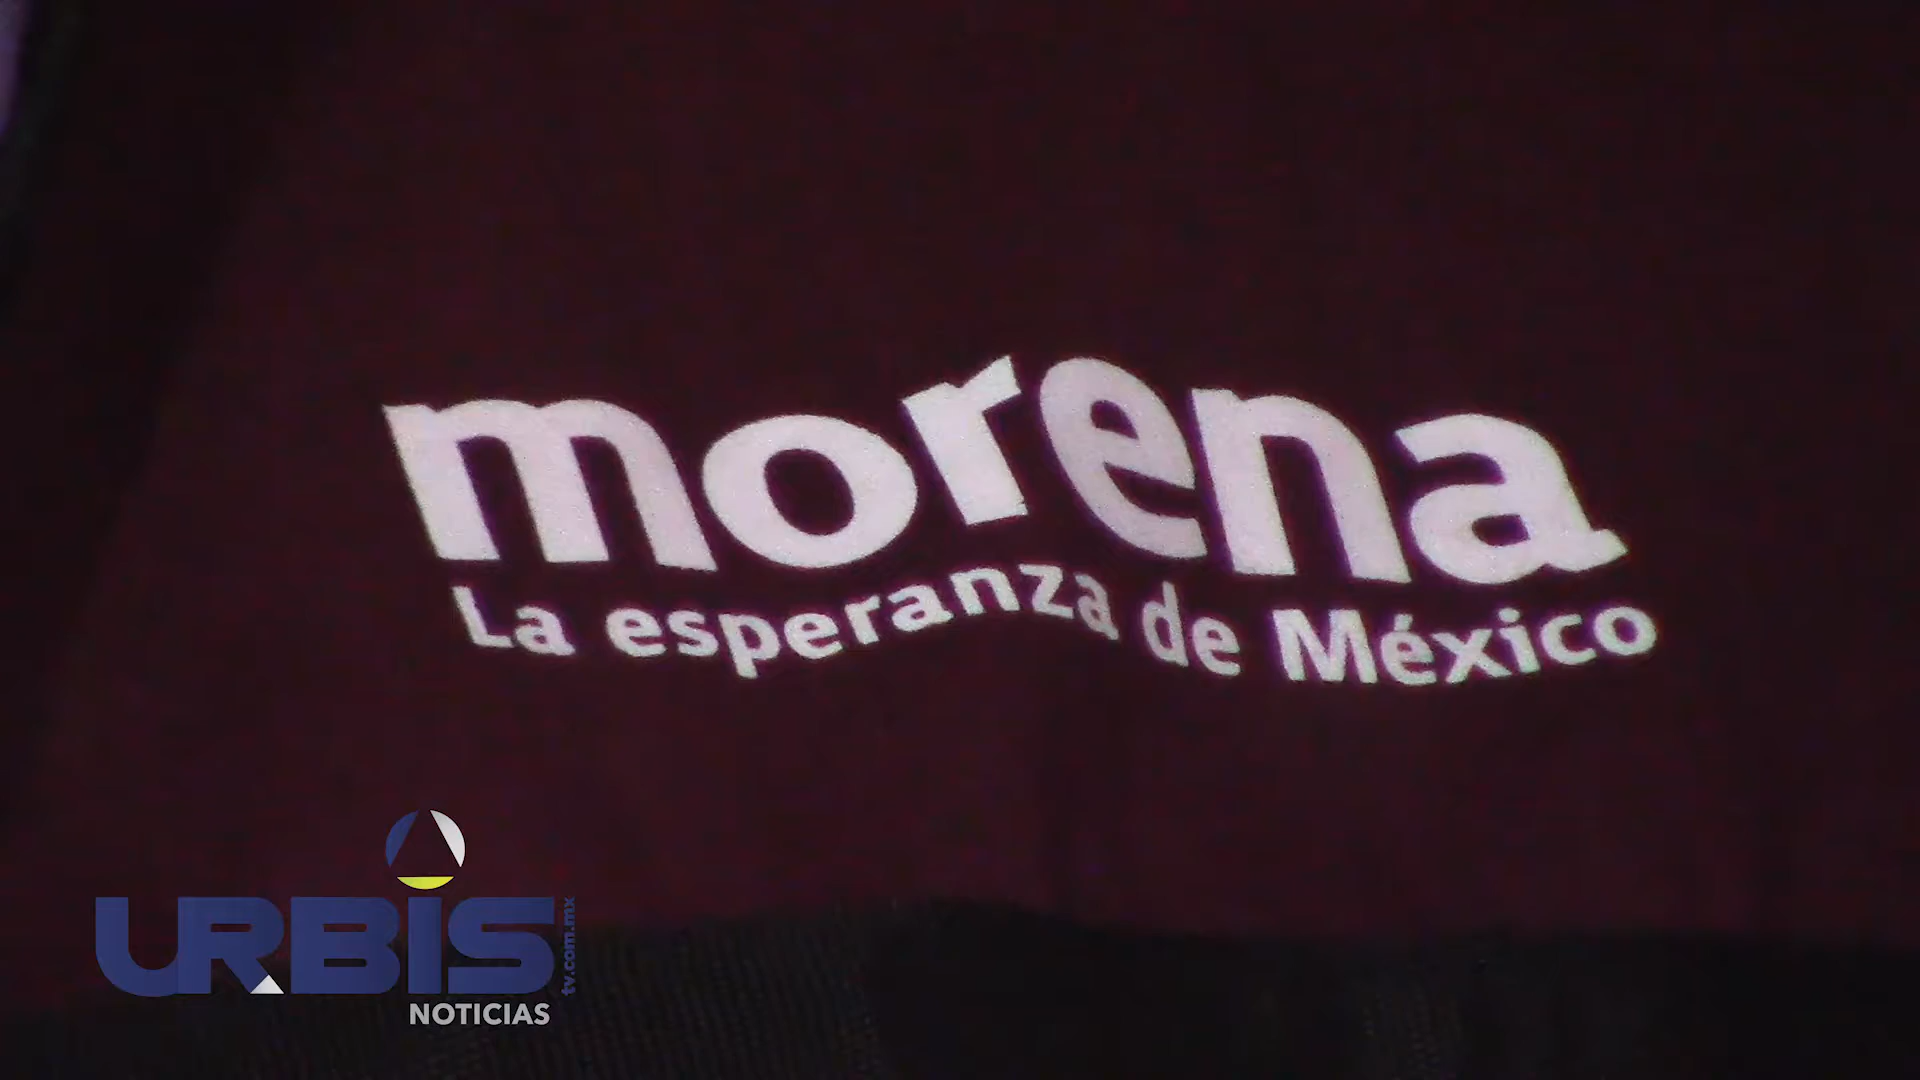 morena
La esperanza de México
URBIS
tv.com.mx
NOTICIAS